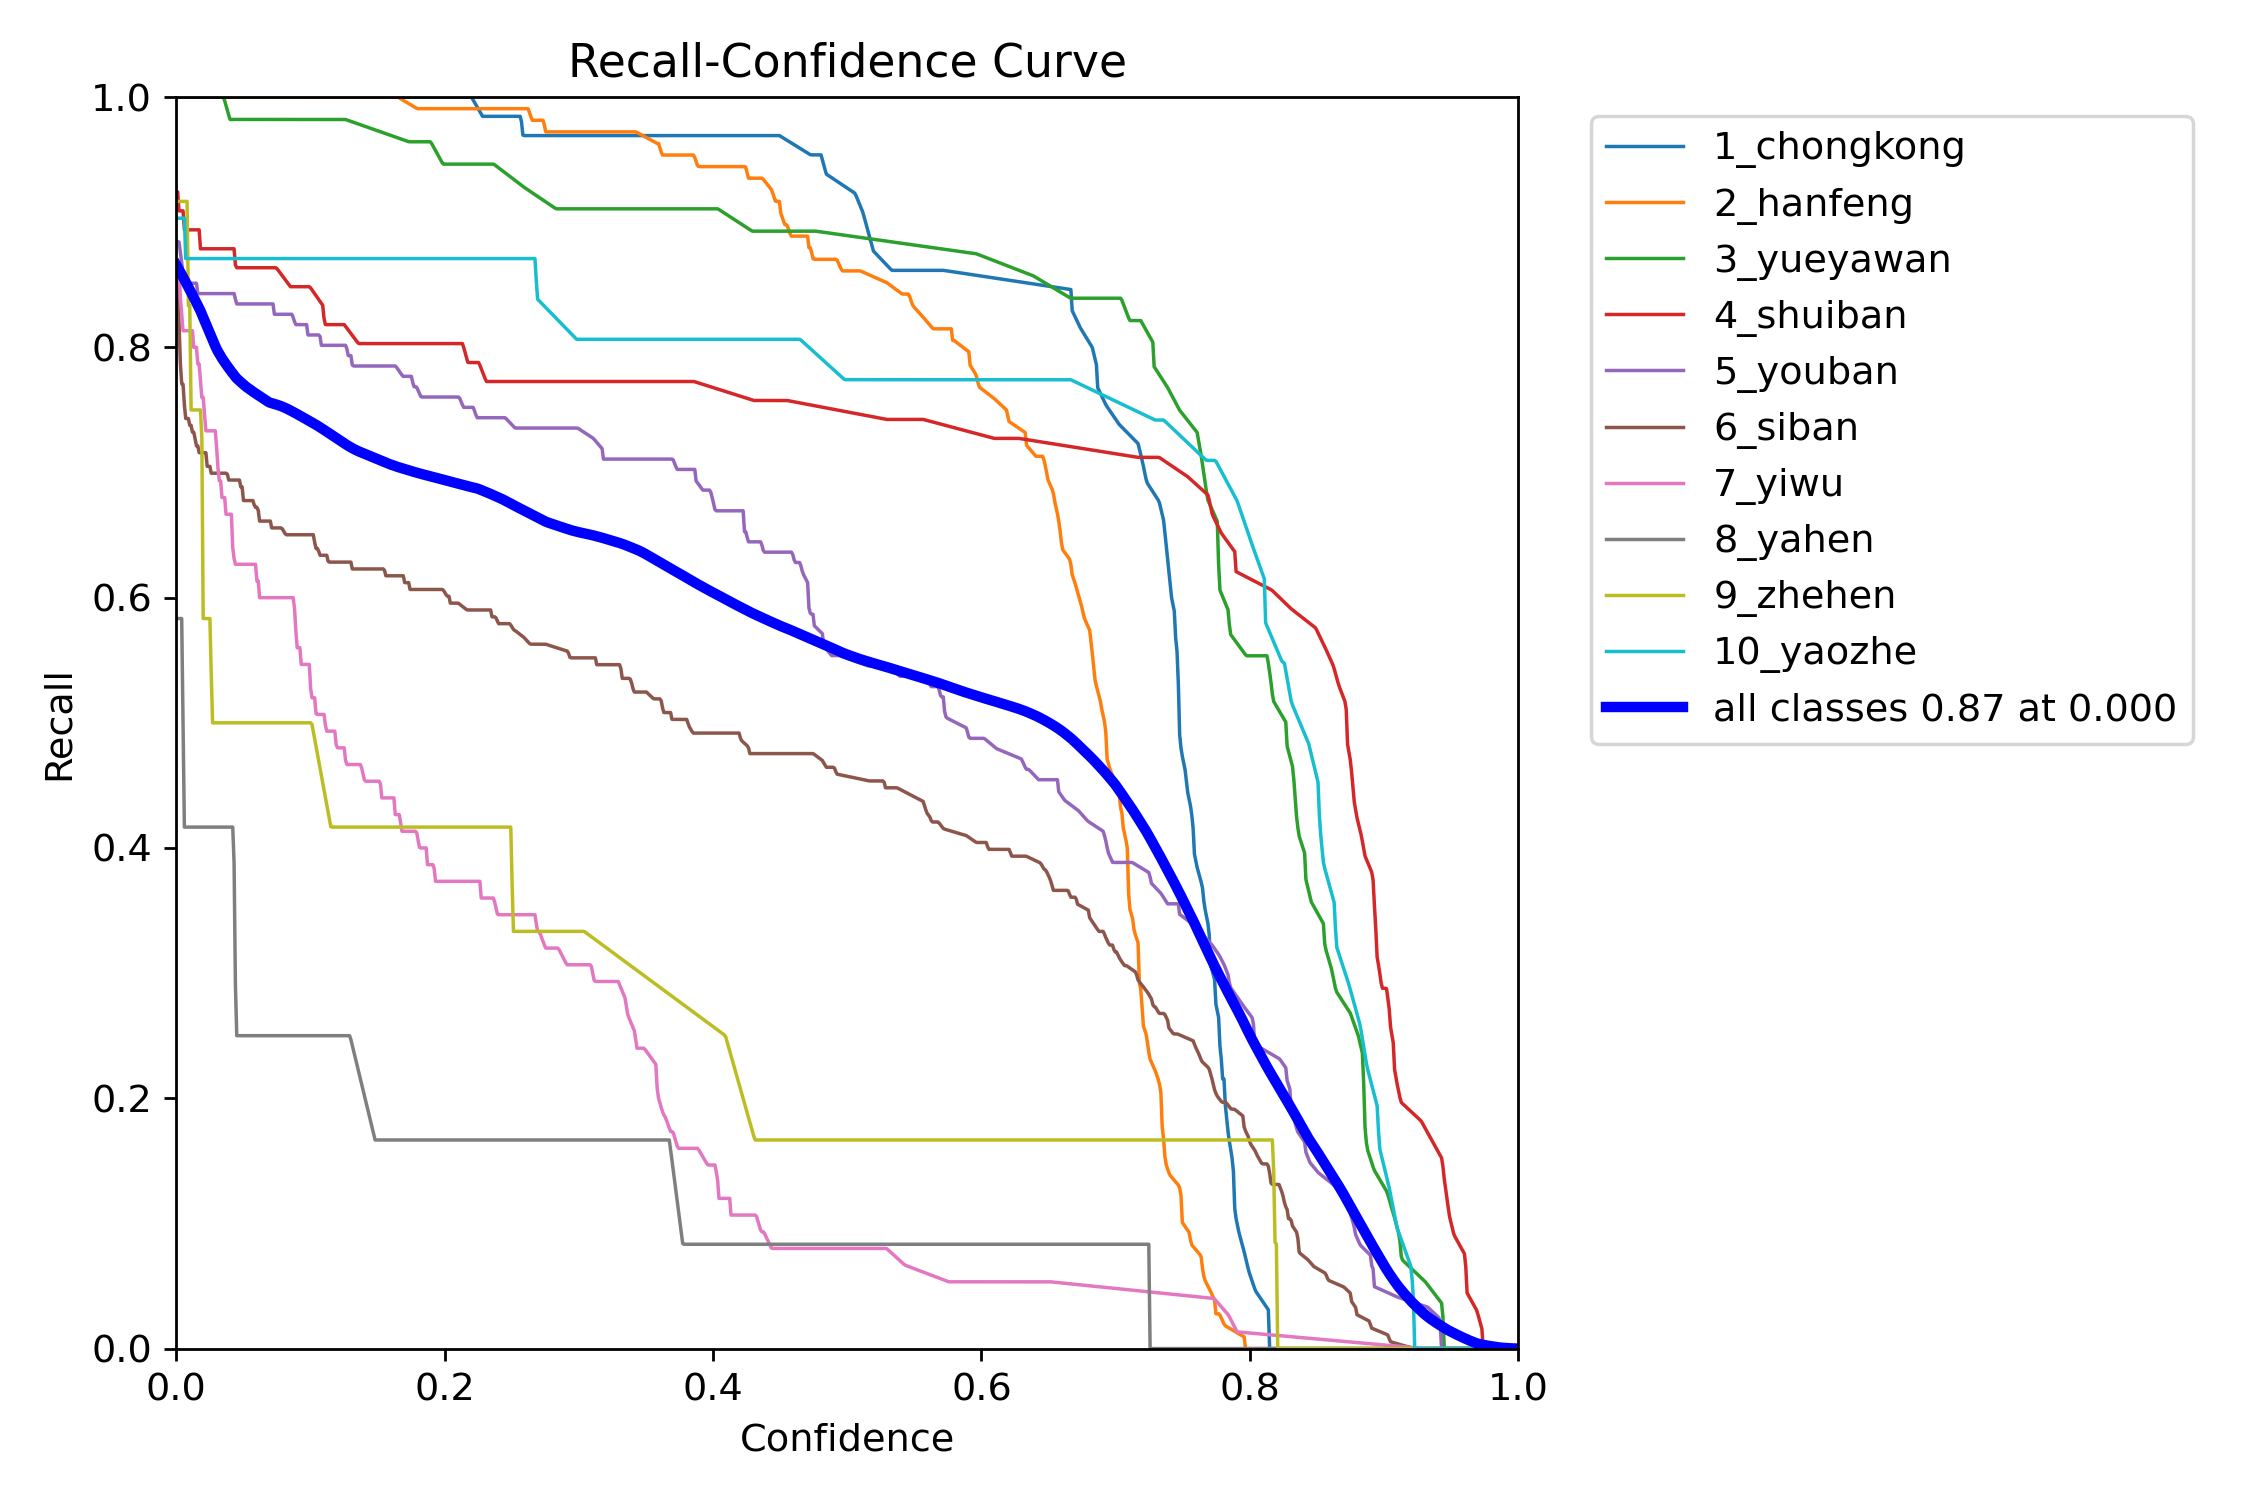 Recall-Confidence Curve
1.0
0.8
0.6
0.4
0.2
0.0
Recall
0.0 0.2 0.4 0.6 0.8 1.0
Confidence
1_chongkong
2_hanfeng
3_yueyawan
4_shuiban
5_youban
6_siban
7_yiwu
8_yahen
9_zhehen
10_yaozhe
all classes 0.87 at 0.000